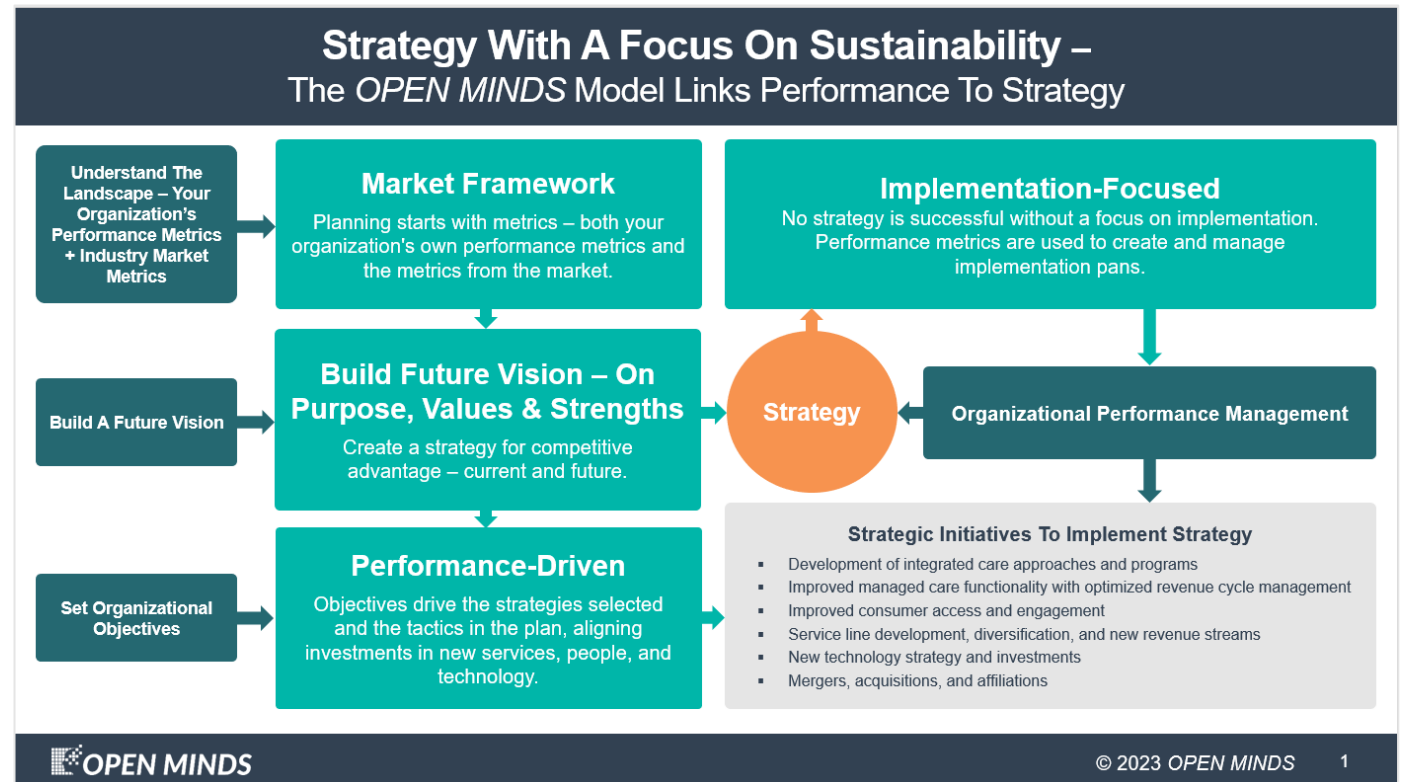 Strategy With A Focus On Sustainability –
The OPEN MINDS Model Links Performance To Strategy
Understand The
Landscape – Your
Organization's
Performance Metrics
+ Industry Market
Metrics
Market Framework
Planning starts with metrics – both your
organization's own performance metrics and
the metrics from the market.
Implementation-Focused
No strategy is successful without a focus on implementation.
Performance metrics are used to create and manage
implementation pans.
Build A Future Vision
Build Future Vision – On
Purpose, Values & Strengths
Create a strategy for competitive
advantage – current and future.
Strategy
Organizational Performance Management
Set Organizational
Objectives
Performance-Driven
Objectives drive the strategies selected
and the tactics in the plan, aligning
investments in new services, people, and
technology.
Strategic Initiatives To Implement Strategy
▪ Development of integrated care approaches and programs
▪ Improved managed care functionality with optimized revenue cycle management
▪ Improved consumer access and engagement
▪ Service line development, diversification, and new revenue streams
▪ New technology strategy and investments
▪ Mergers, acquisitions, and affiliations
OPEN MINDS
© 2023 OPEN MINDS 1